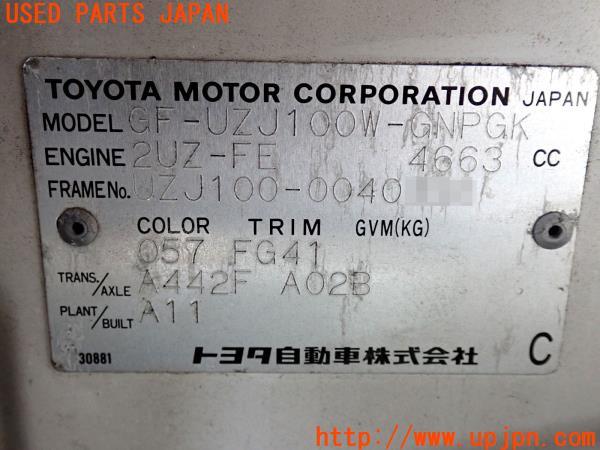 USED PARTS JAPAN
TOYOTA MOTOR CORPORATION JAPAN
MODEL GF-UZJ100W-GNPGK
ENGINE 2UZ-FE 4663 CC
FRAME No. UZJ100-0040
COLOR TRIM GVM(KG)
057 FG41
TRANS./AXLE A442F A02B
PLANT/BUILT A11
30881 トヨタ自動車株式会社 C
(C)UPJ
http://www.upjpn.com/